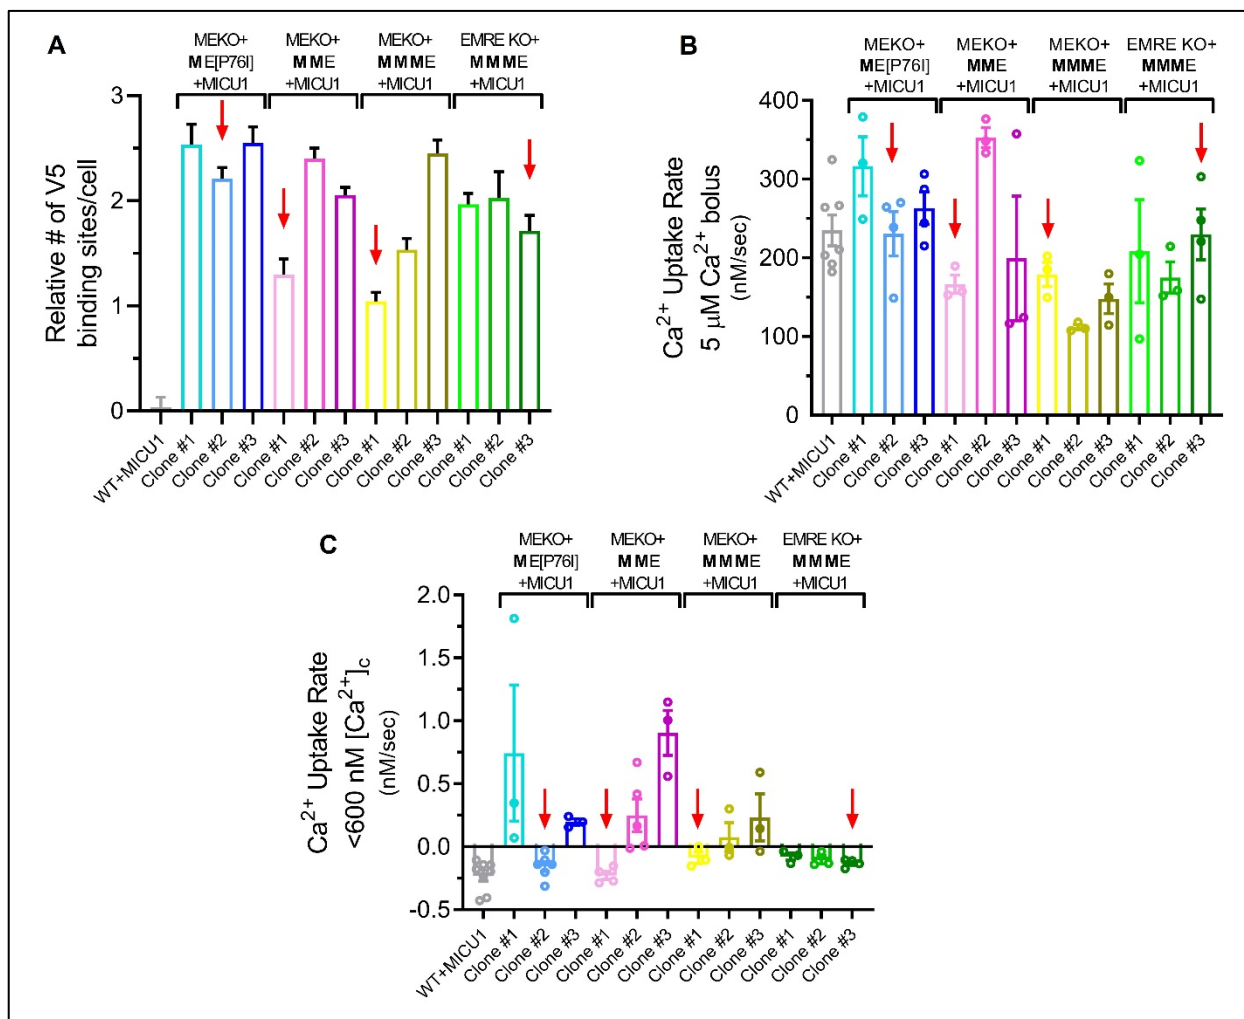 A
MEKO+
ME[P76I]
+MICU1
MEKO+
MME
+MICU1
MEKO+
MMME
+MICU1
EMRE KO+
MMME
+MICU1
Relative # of V5
binding sites/cell
3
2
1
0
WT+MICU1
Clone #1
Clone #2
Clone #3
Clone #1
Clone #2
Clone #3
Clone #1
Clone #2
Clone #3
Clone #1
Clone #2
Clone #3
B
MEKO+
ME[P76I]
+MICU1
MEKO+
MME
+MICU1
MEKO+
MMME
+MICU1
EMRE KO+
MMME
+MICU1
Ca²⁺ Uptake Rate
5 µM Ca²⁺ bolus
(nM/sec)
400
300
200
100
0
WT+MICU1
Clone #1
Clone #2
Clone #3
Clone #1
Clone #2
Clone #3
Clone #1
Clone #2
Clone #3
Clone #1
Clone #2
Clone #3
C
MEKO+
ME[P76I]
+MICU1
MEKO+
MME
+MICU1
MEKO+
MMME
+MICU1
EMRE KO+
MMME
+MICU1
Ca²⁺ Uptake Rate
<600 nM [Ca²⁺]c
(nM/sec)
2.0
1.5
1.0
0.5
0.0
-0.5
WT+MICU1
Clone #1
Clone #2
Clone #3
Clone #1
Clone #2
Clone #3
Clone #1
Clone #2
Clone #3
Clone #1
Clone #2
Clone #3